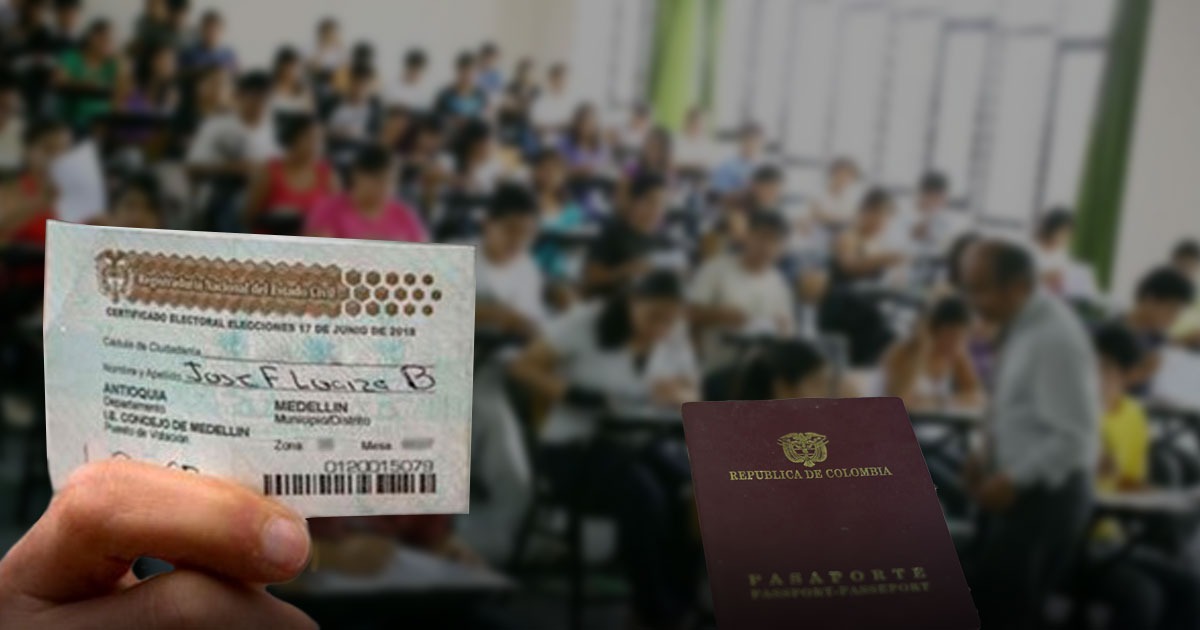 Registraduría Nacional del Estado Civil
CERTIFICADO ELECTORAL ELECCIONES 17 DE JUNIO DE 2018
Cédula de Ciudadanía
Nombre y Apellido Jose F Loaiza B
ANTIOQUIA
Departamento
MEDELLIN
Municipio/Distrito
I.E. CONCEJO DE MEDELLIN
Puesto de Votación
Zona
Mesa
0120015079
REPUBLICA DE COLOMBIA
PASAPORTE
PASSPORT-PASSEPORT